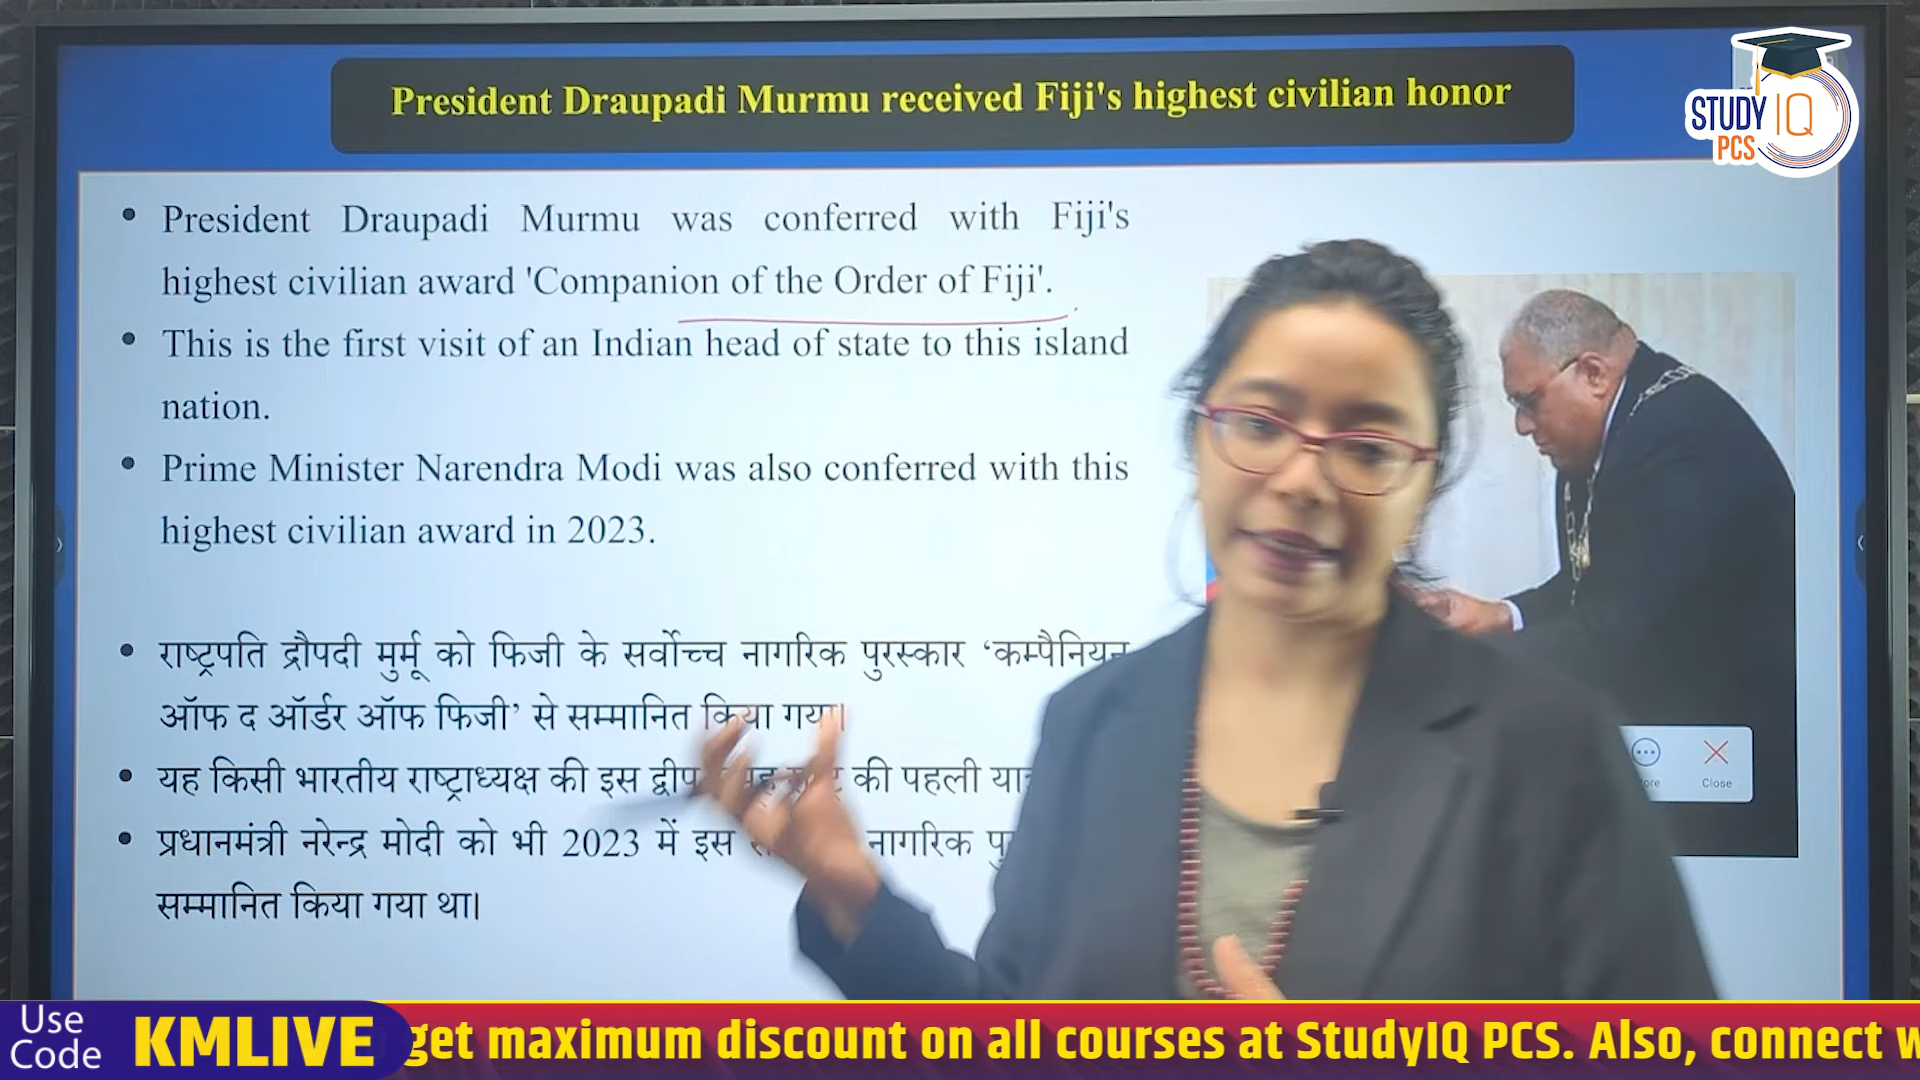 President Draupadi Murmu received Fiji's highest civilian honor
STUDY IQ
PCS
• President Draupadi Murmu was conferred with Fiji's
highest civilian award 'Companion of the Order of Fiji'.
• This is the first visit of an Indian head of state to this island
nation.
• Prime Minister Narendra Modi was also conferred with this
highest civilian award in 2023.
• राष्ट्रपति द्रौपदी मुर्मू को फिजी के सर्वोच्च नागरिक पुरस्कार ‘कम्पैनियन
ऑफ द ऑर्डर ऑफ फिजी’ से सम्मानित किया गया।
• यह किसी भारतीय राष्ट्राध्यक्ष की इस की पहली
• प्रधानमंत्री नरेन्द्र मोदी को भी 2023 में इस नागरिक
सम्मानित किया गया था।
Close
Use
Code
KMLIVE
get maximum discount on all courses at StudyIQ PCS. Also, connect w